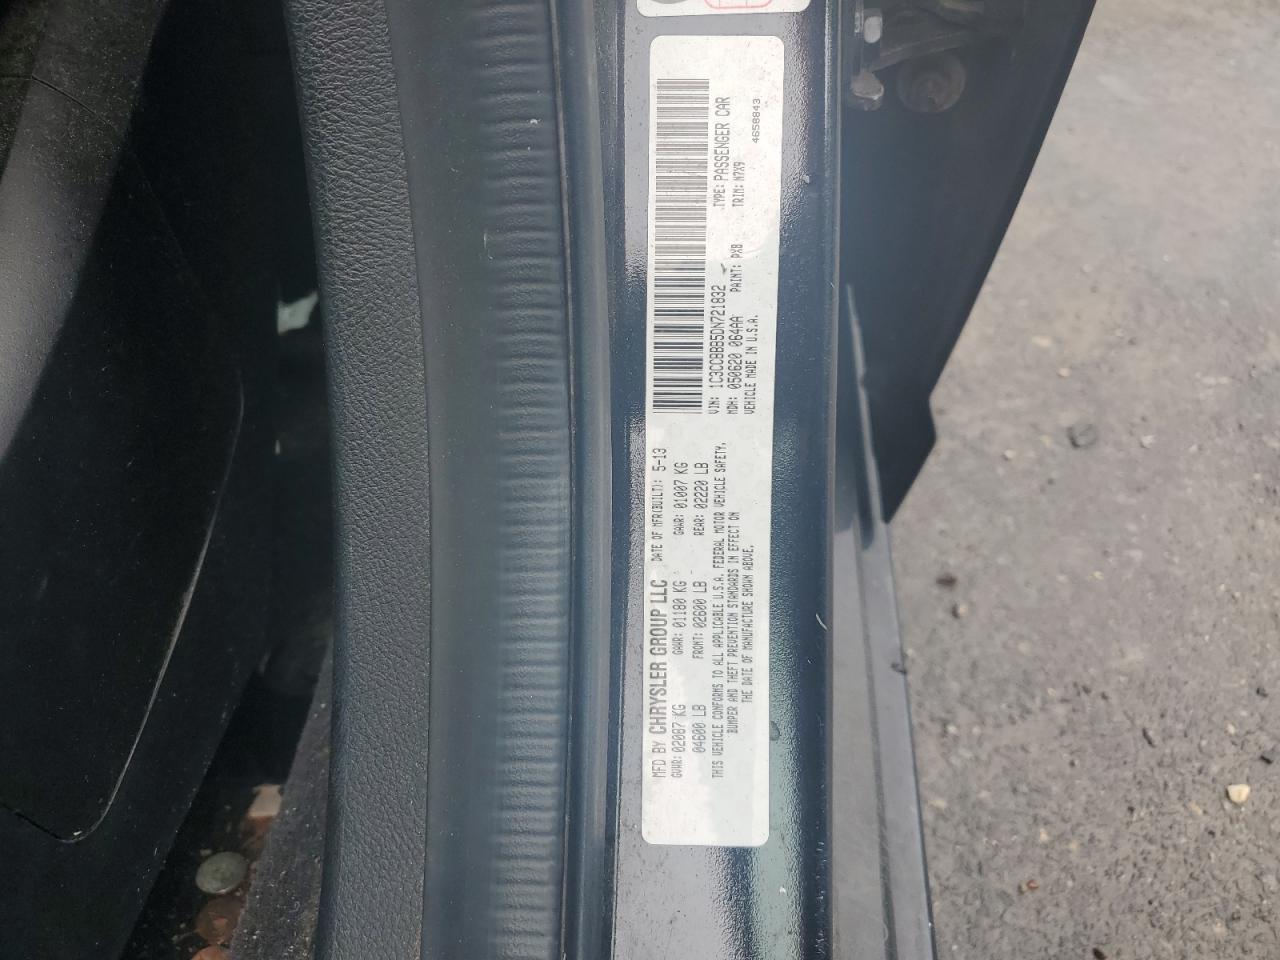 MFD BY CHRYSLER GROUP LLC DATE OF MFR(BUILT): 5-13
GVWR: 02087 KG GAWR: 01180 KG GAWR: 01007 KG
04600 LB FRONT: 02600 LB REAR: 02220 LB
THIS VEHICLE CONFORMS TO ALL APPLICABLE U.S.A. FEDERAL MOTOR VEHICLE SAFETY,
BUMPER AND THEFT PREVENTION STANDARDS IN EFFECT ON
THE DATE OF MANUFACTURE SHOWN ABOVE.
VIN: 1C3CCBBB5DN721832 TYPE: PASSENGER CAR
MDH: 050620 064AA PAINT: PXB TRIM: N7X9
VEHICLE MADE IN U.S.A. 4658843